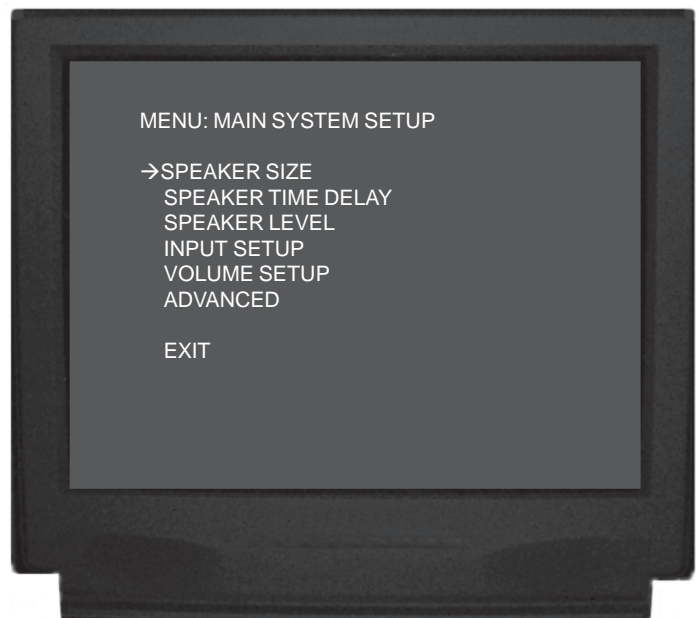 MENU: MAIN SYSTEM SETUP
→SPEAKER SIZE
SPEAKER TIME DELAY
SPEAKER LEVEL
INPUT SETUP
VOLUME SETUP
ADVANCED
EXIT